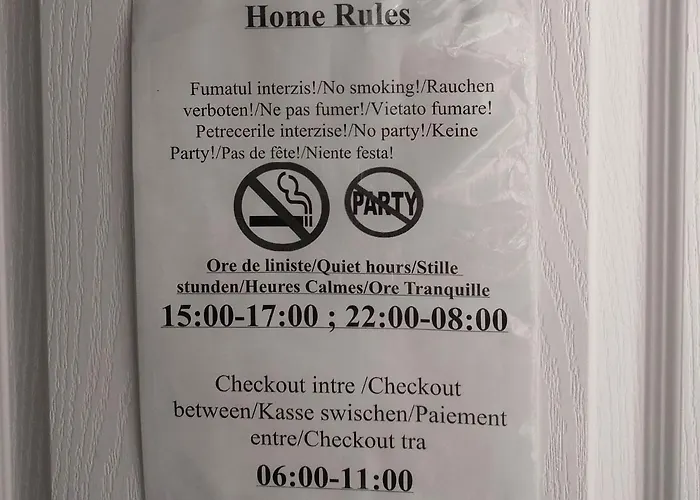 Home Rules
Fumatul interzis!/No smoking!/Rauchen
verboten!/Ne pas fumer!/Vietato fumare!
Petrecerile interzise!/No party!/Keine
Party!/Pas de fête!/Niente festa!
PARTY
Ore de liniste/Quiet hours/Stille
stunden/Heures Calmes/Ore Tranquille
15:00-17:00 ; 22:00-08:00
Checkout intre /Checkout
between/Kasse swischen/Paiement
entre/Checkout tra
06:00-11:00